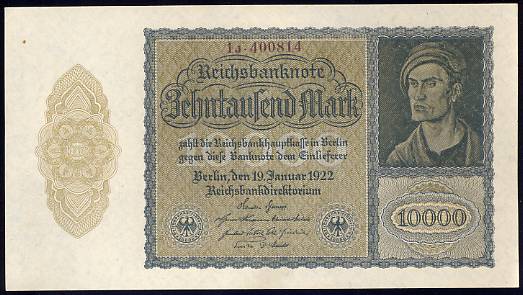 1J·400814
Reichsbanknote
Zehntausend Mark
zahlt die Reichsbankhauptkasse in Berlin
gegen diese Banknote dem Einlieferer
Berlin, den 19. Januar 1922
Reichsbankdirektorium
10000